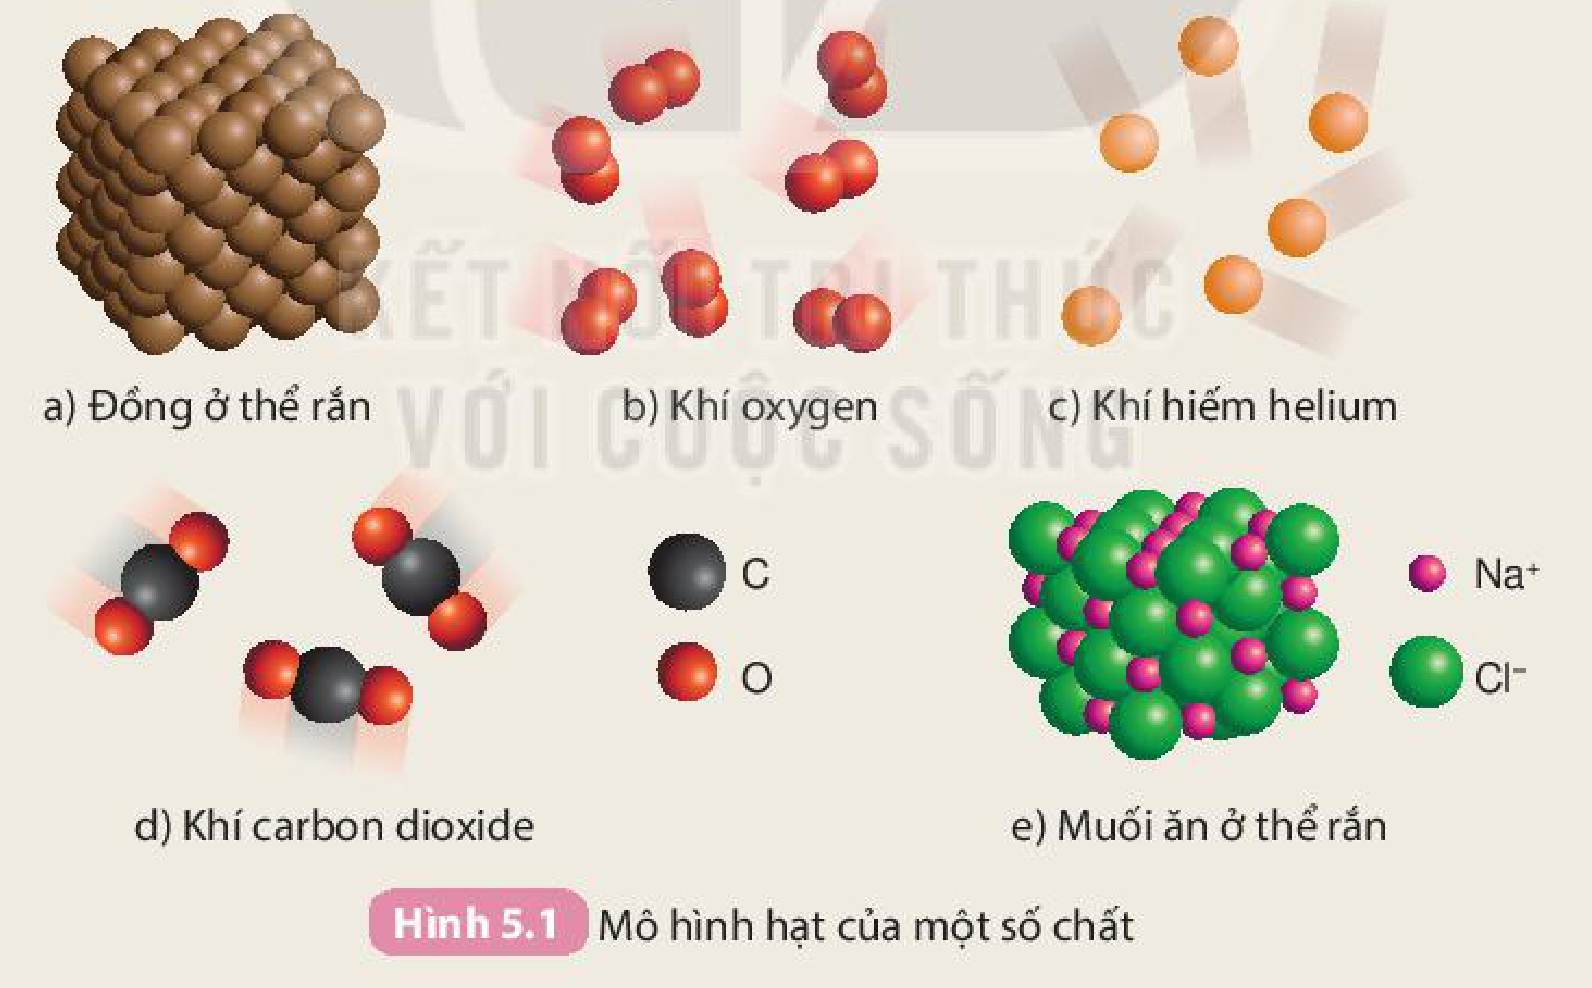 KẾT NỐI TRI THỨC
VỚI CUỘC SỐNG
a) Đồng ở thể rắn
b) Khí oxygen
c) Khí hiếm helium
C
O
Na⁺
Cl⁻
d) Khí carbon dioxide
e) Muối ăn ở thể rắn
Hình 5.1 Mô hình hạt của một số chất